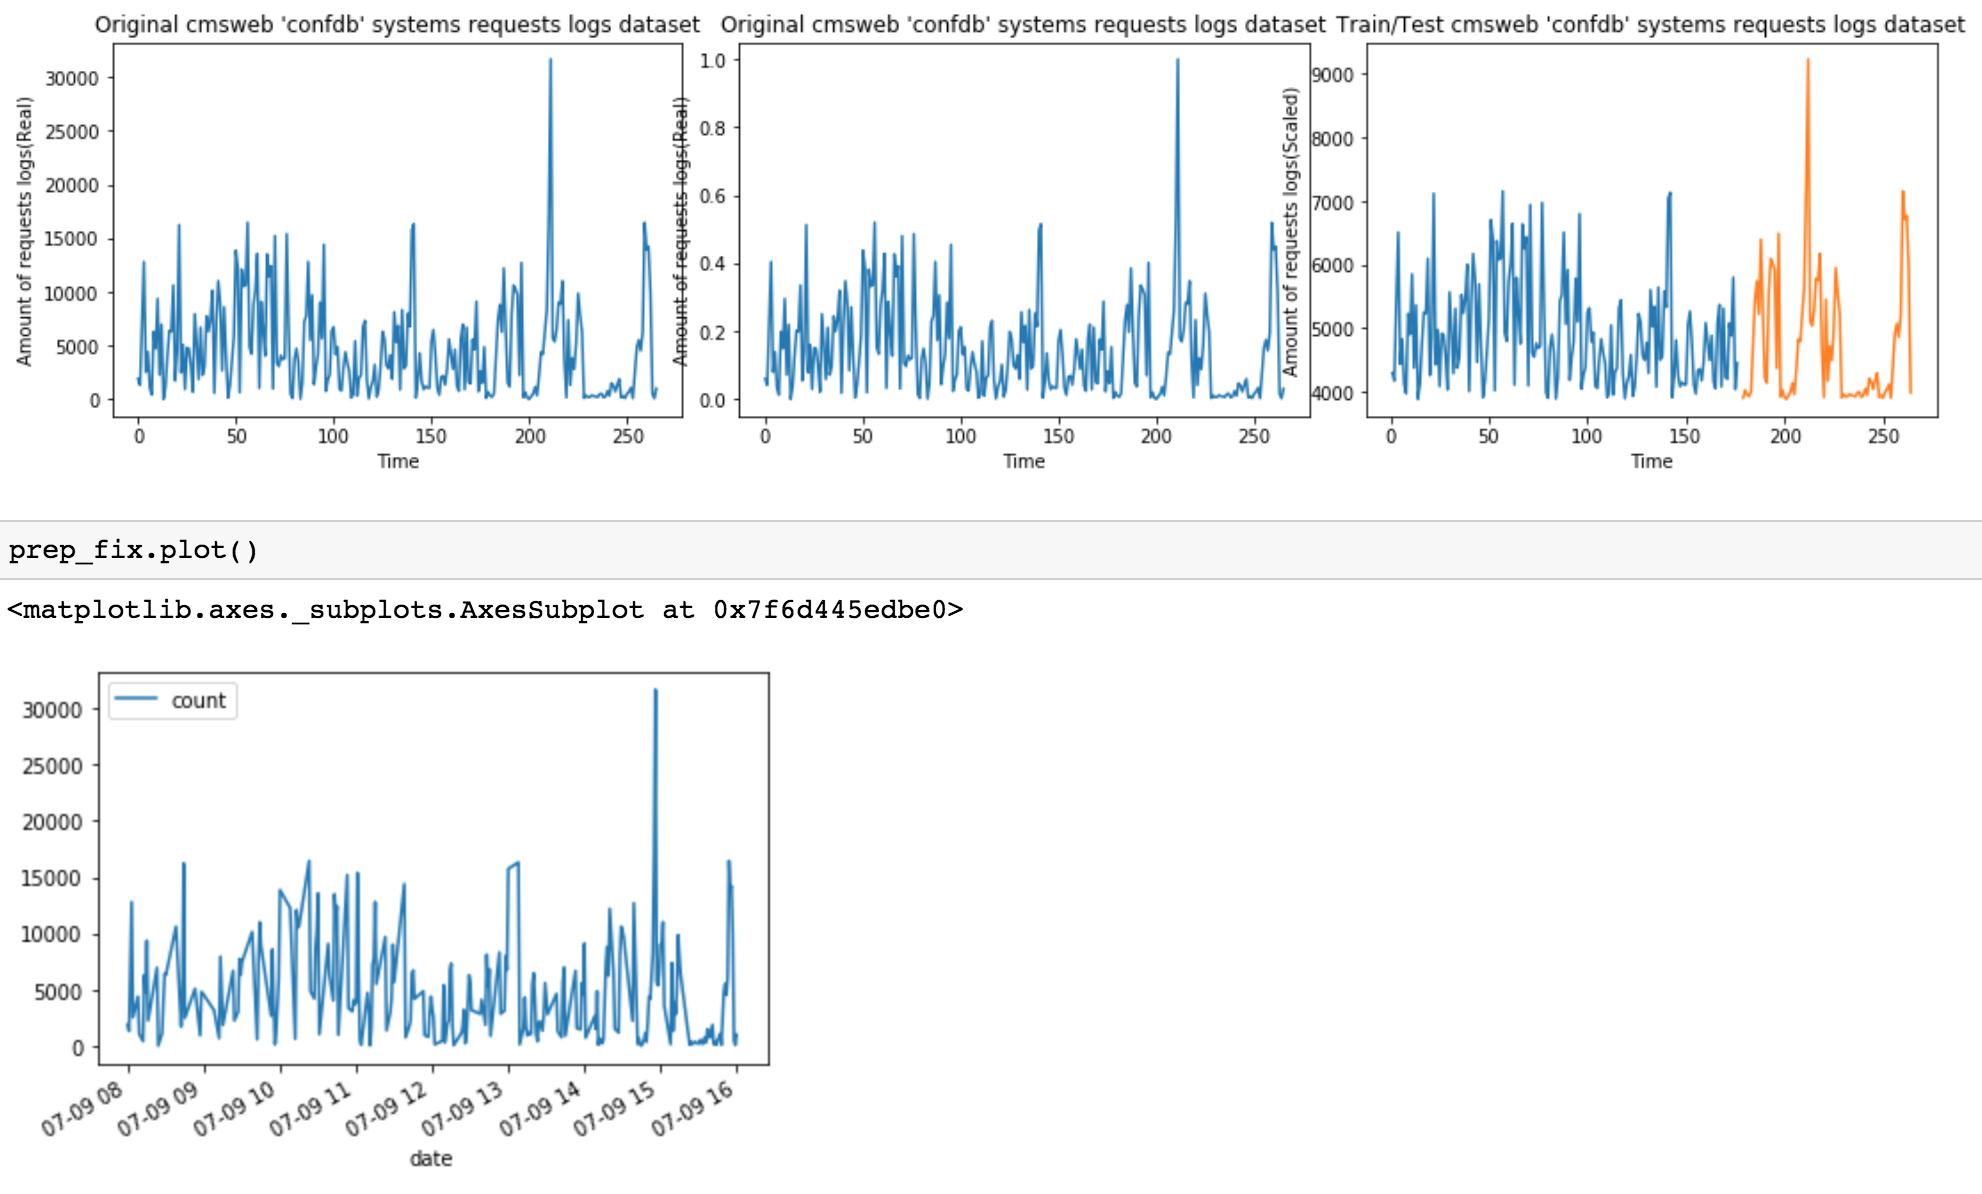 Original cmsweb 'confdb' systems requests logs dataset
Amount of requests logs(Real)
30000
25000
20000
15000
10000
5000
0
0 50 100 150 200 250
Time
Original cmsweb 'confdb' systems requests logs dataset
Amount of requests logs(Real)
1.0
0.8
0.6
0.4
0.2
0.0
0 50 100 150 200 250
Time
Train/Test cmsweb 'confdb' systems requests logs dataset
Amount of requests logs(Scaled)
9000
8000
7000
6000
5000
4000
0 50 100 150 200 250
Time
prep_fix.plot()
<matplotlib.axes._subplots.AxesSubplot at 0x7f6d445edbe0>
count
30000
25000
20000
15000
10000
5000
0
07-09 08 07-09 09 07-09 10 07-09 11 07-09 12 07-09 13 07-09 14 07-09 15 07-09 16
date